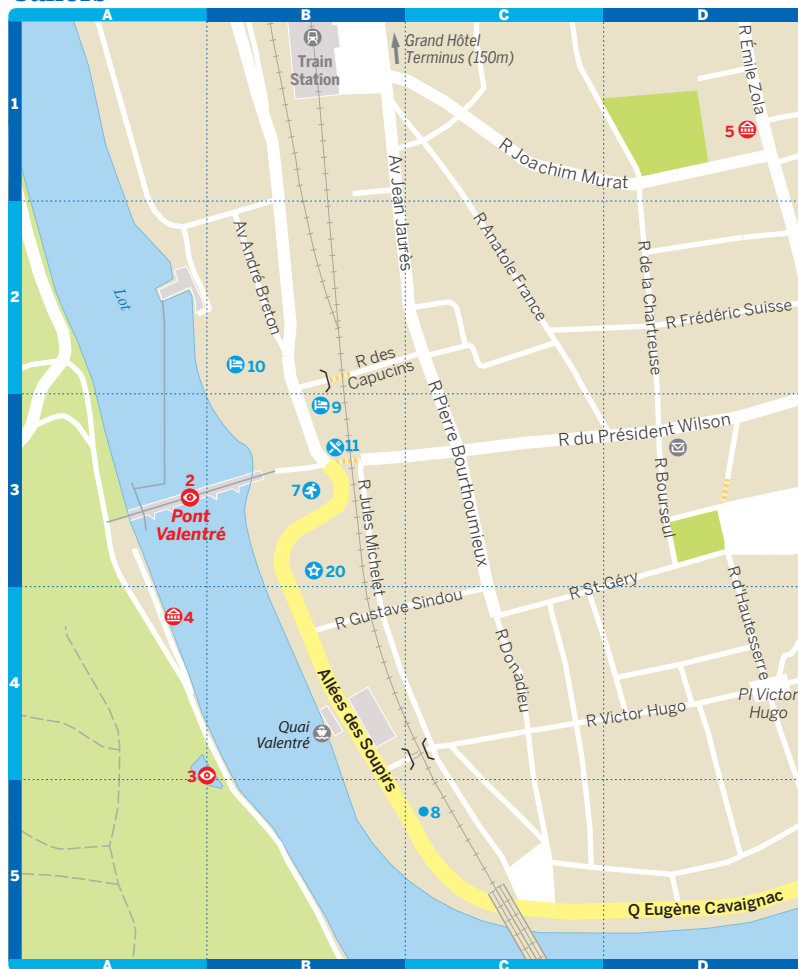 A
B
C
D
Train
Station
Grand Hôtel
Terminus (150m)
R Émile Zola
1
5
R Joachim Murat
Av Jean Jaurès
R Anatole France
Av André Breton
R de la Chartreuse
2
Lot
R Frédéric Suisse
10
R des
Capucins
9
R Pierre Bourthoumieux
11
R du Président Wilson
2
7
3
Pont
Valentré
R Jules Michelet
R Bourseul
20
R St-Géry
R d'Hautesserre
4
R Gustave Sindou
R Donadieu
4
Allées des Soupirs
Pl Victor
Hugo
R Victor Hugo
Quai
Valentré
3
8
5
Q Eugène Cavaignac
A
B
C
D